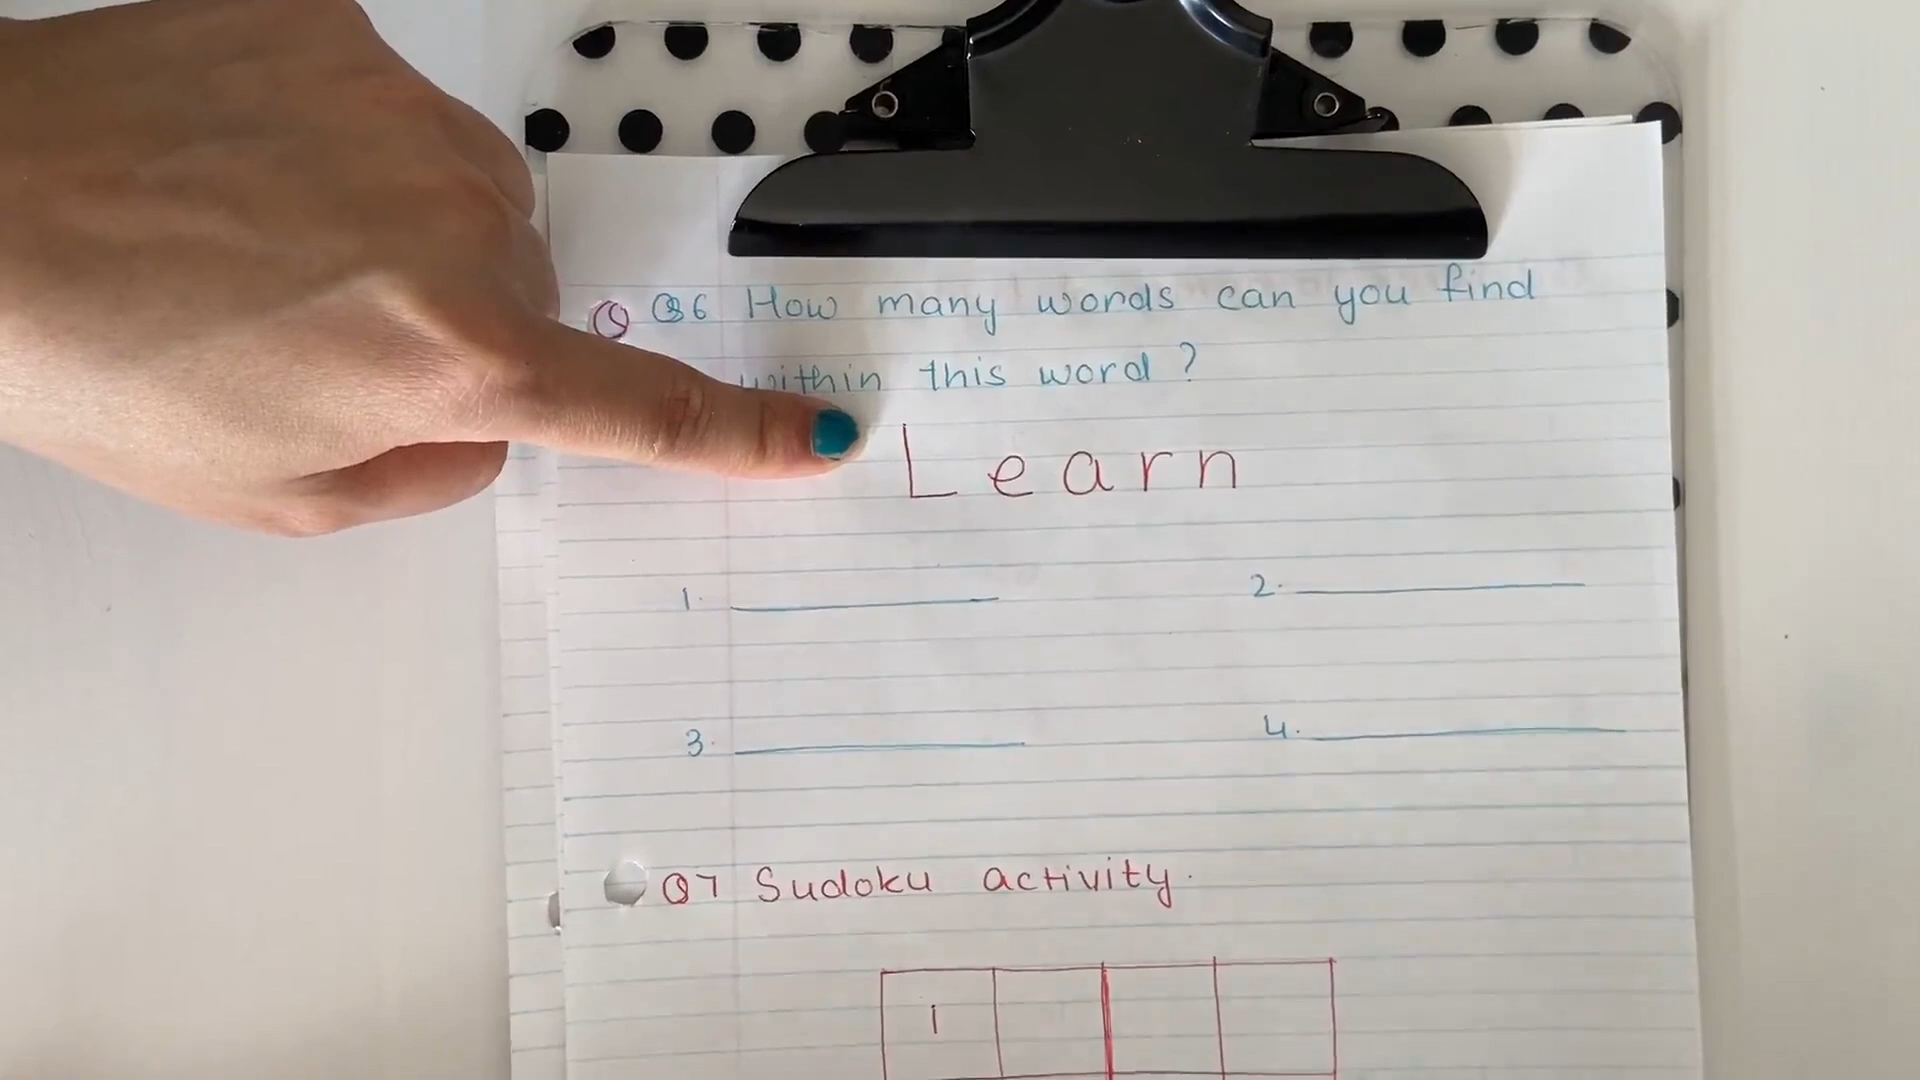 Q Q6 How many words can you find
within this word?
Learn
1. 2.
3. 4.
Q7 Sudoku activity.
1